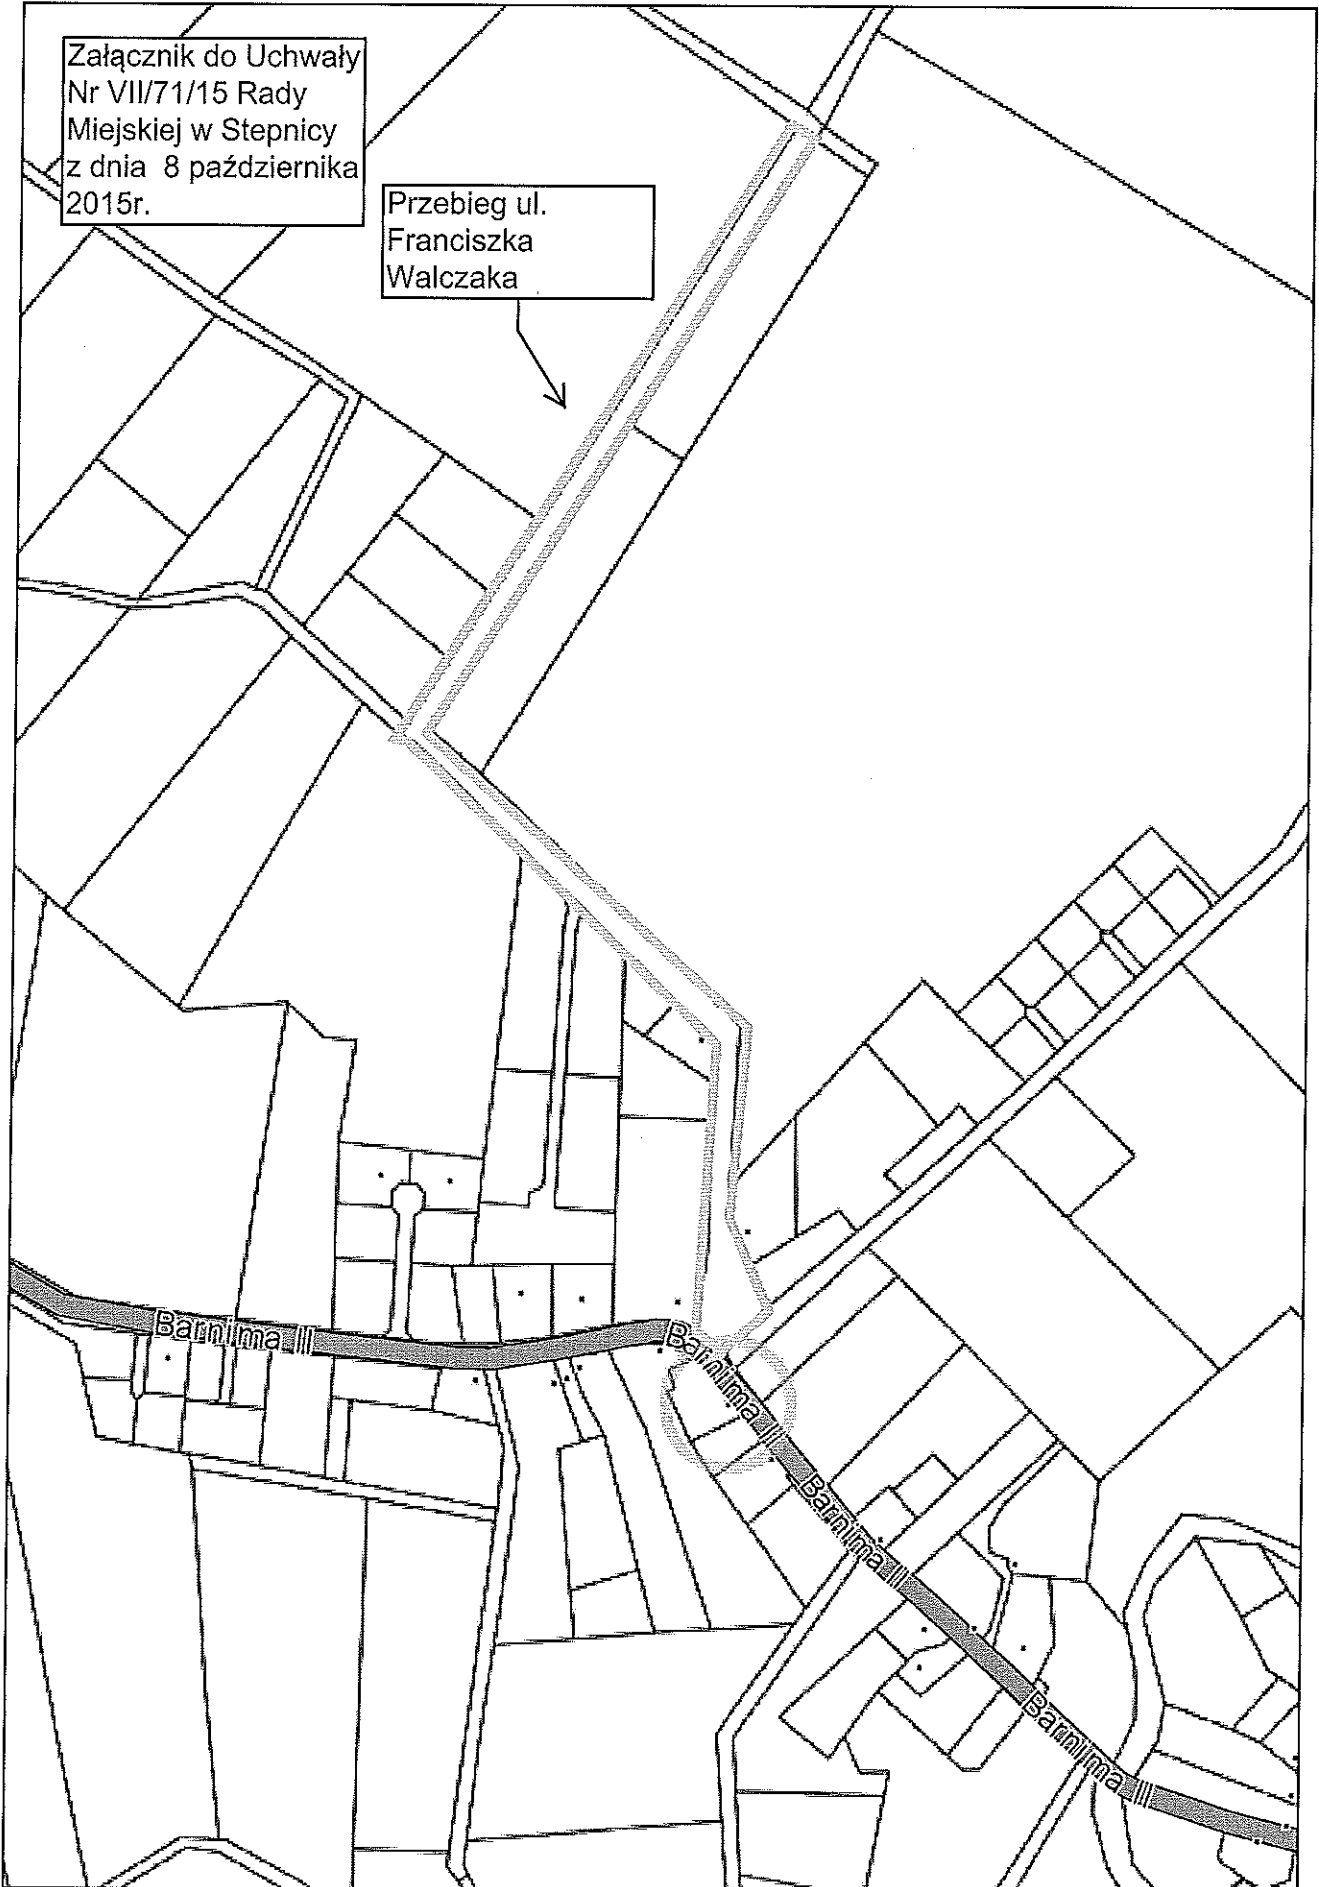 Załącznik do Uchwały
Nr VII/71/15 Rady
Miejskiej w Stepnicy
z dnia 8 października
2015r.
Przebieg ul.
Franciszka
Walczaka
Barnima III
Barnima III
Barnima III
Barnima III